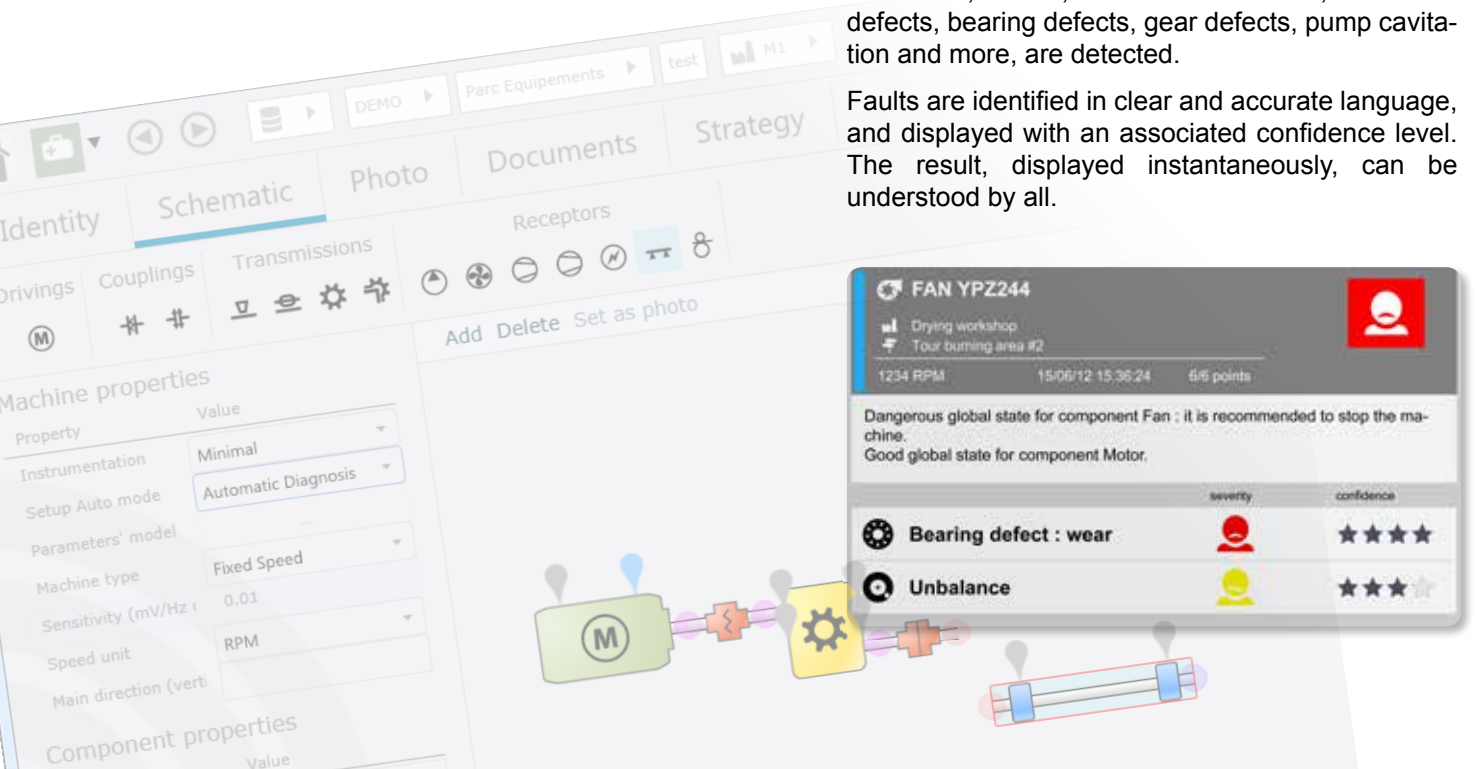 defects, bearing defects, gear defects, pump cavita-
tion and more, are detected.
Faults are identified in clear and accurate language,
and displayed with an associated confidence level.
The result, displayed instantaneously, can be
understood by all.
DEMO
Parc Equipements
test
M1
Identity
Schematic
Photo
Documents
Strategy
Drivings
Couplings
Transmissions
Receptors
M
Add Delete Set as photo
Machine properties
Property Value
Instrumentation Minimal
Setup Auto mode Automatic Diagnosis
Parameters' model ...
Machine type Fixed Speed
Sensitivity (mV/Hz 0.01
Speed unit RPM
Main direction (verti
Component properties
Value
M
FAN YPZ244
Drying workshop
Tour burning area #2
1234 RPM 15/06/12 15:36:24 6/6 points
Dangerous global state for component Fan : it is recommended to stop the ma-
chine.
Good global state for component Motor.
severity confidence
Bearing defect : wear
Unbalance